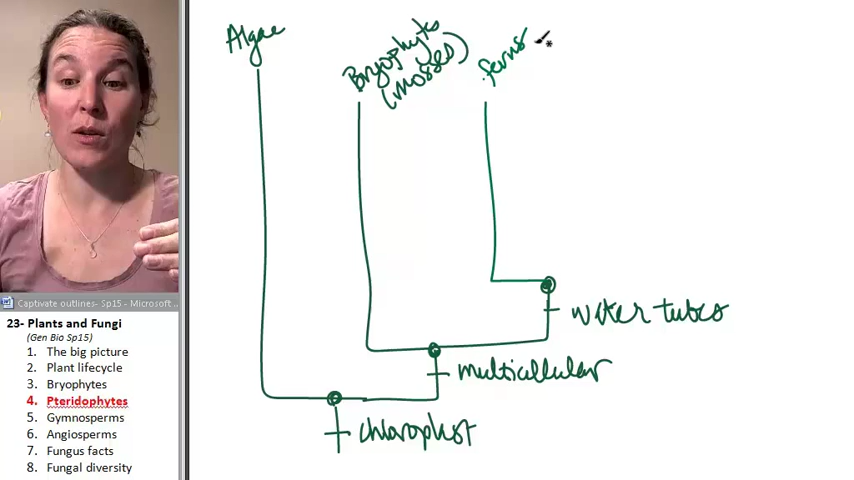 Algae
Bryophytes
(mosses)
ferns
water tubes
multicellular
chloroplast
Captivate outlines- Sp15 - Microsoft ...
23- Plants and Fungi
(Gen Bio Sp15)
1. The big picture
2. Plant lifecycle
3. Bryophytes
4. Pteridophytes
5. Gymnosperms
6. Angiosperms
7. Fungus facts
8. Fungal diversity